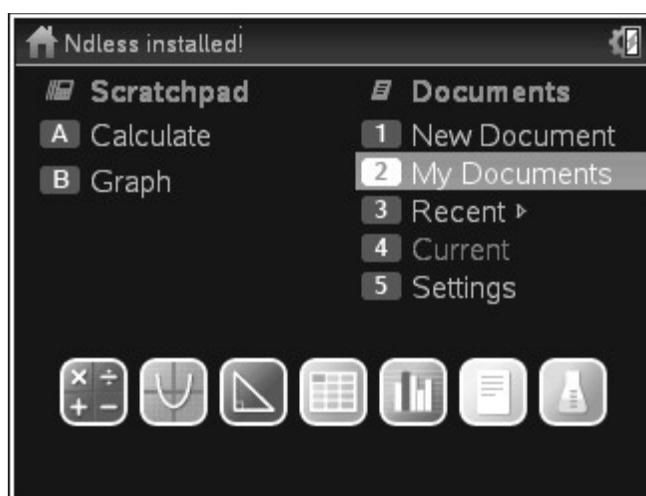 Ndless installed!
Scratchpad
A Calculate
B Graph
Documents
1 New Document
2 My Documents
3 Recent ▹
4 Current
5 Settings